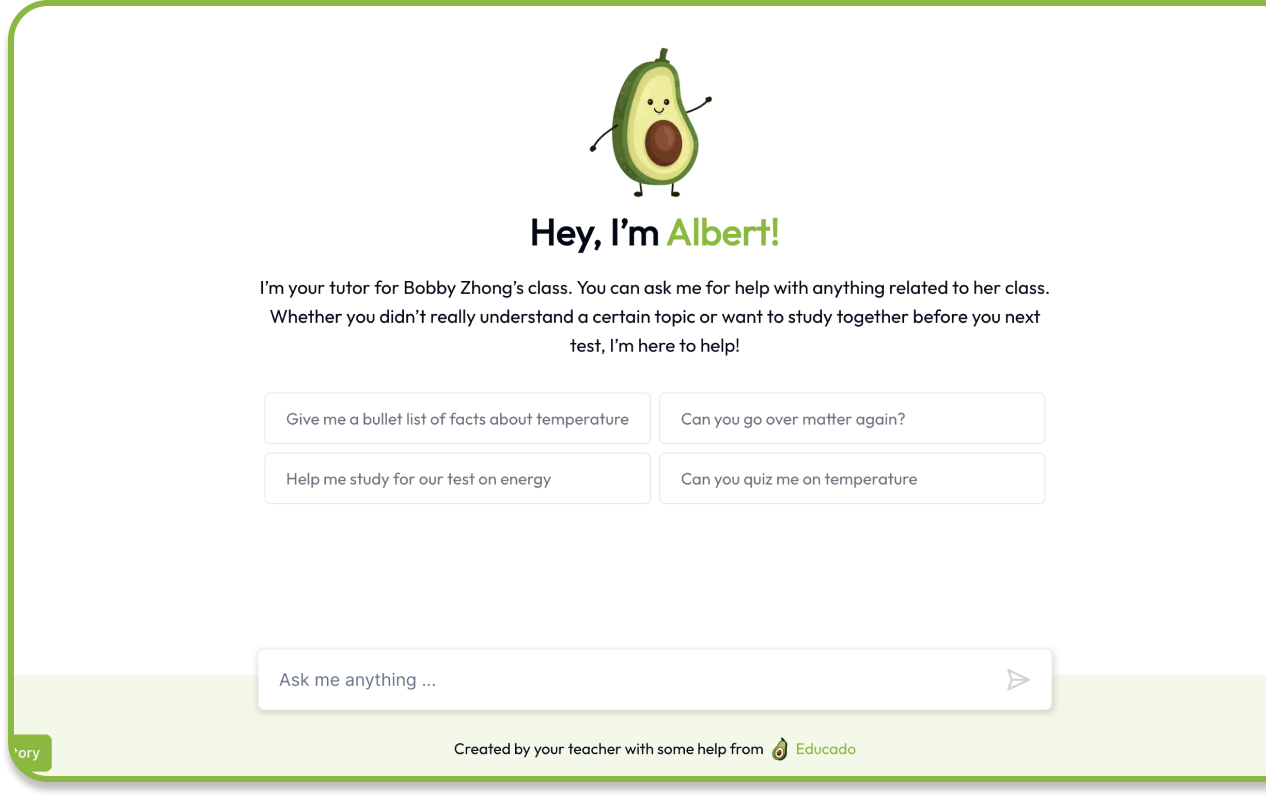 Hey, I'm Albert!
I'm your tutor for Bobby Zhong's class. You can ask me for help with anything related to her class.
Whether you didn't really understand a certain topic or want to study together before you next
test, I'm here to help!
Give me a bullet list of facts about temperature
Can you go over matter again?
Help me study for our test on energy
Can you quiz me on temperature
Ask me anything ...
Created by your teacher with some help from Educado